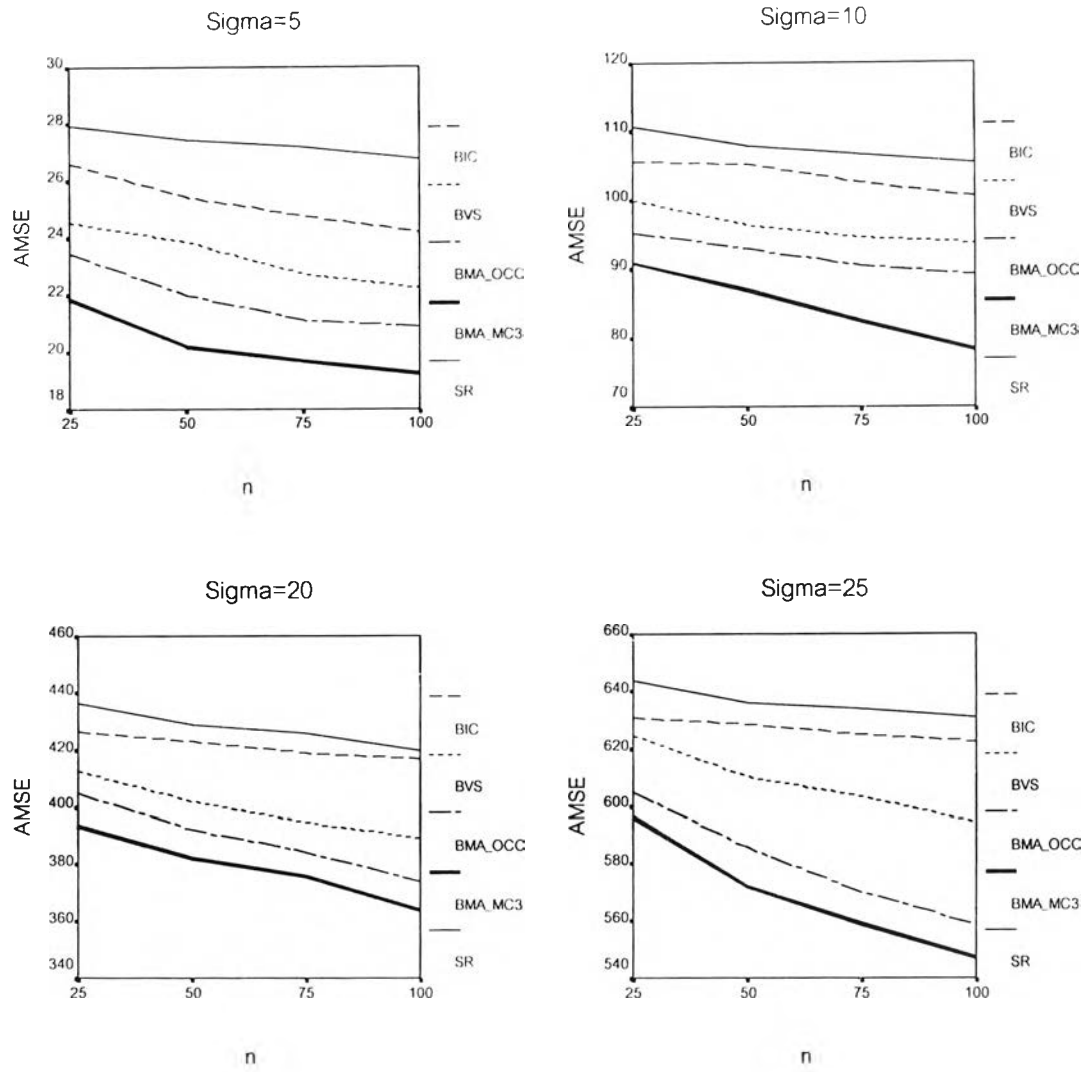 Sigma=5
30
28
26
24
22
20
18
AMSE
25 50 75 100
n
BIC
BVS
BMA_OCC
BMA_MC3
SR
Sigma=10
120
110
100
90
80
70
AMSE
25 50 75 100
n
BIC
BVS
BMA_OCC
BMA_MC3
SR
Sigma=20
460
440
420
400
380
360
340
AMSE
25 50 75 100
n
BIC
BVS
BMA_OCC
BMA_MC3
SR
Sigma=25
660
640
620
600
580
560
540
AMSE
25 50 75 100
n
BIC
BVS
BMA_OCC
BMA_MC3
SR